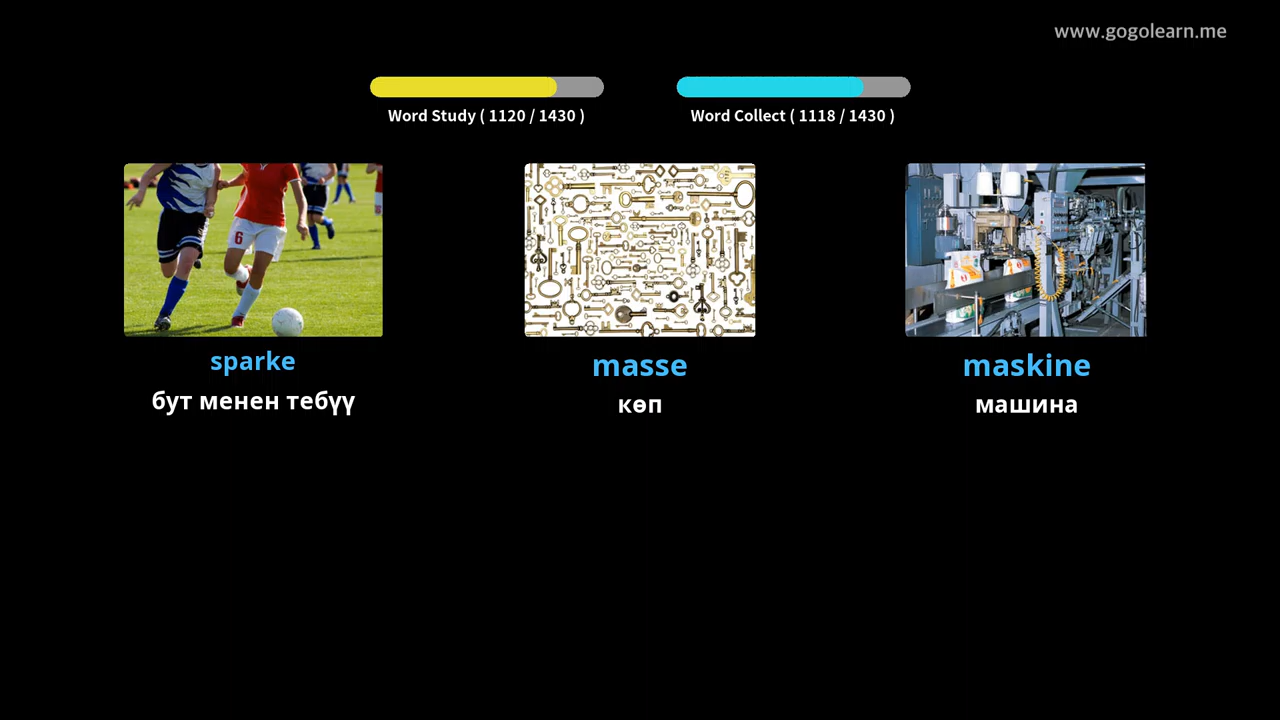 www.gogolearn.me
Word Study ( 1120 / 1430 )
Word Collect ( 1118 / 1430 )
sparke
бут менен тебүү
masse
көп
maskine
машина
6